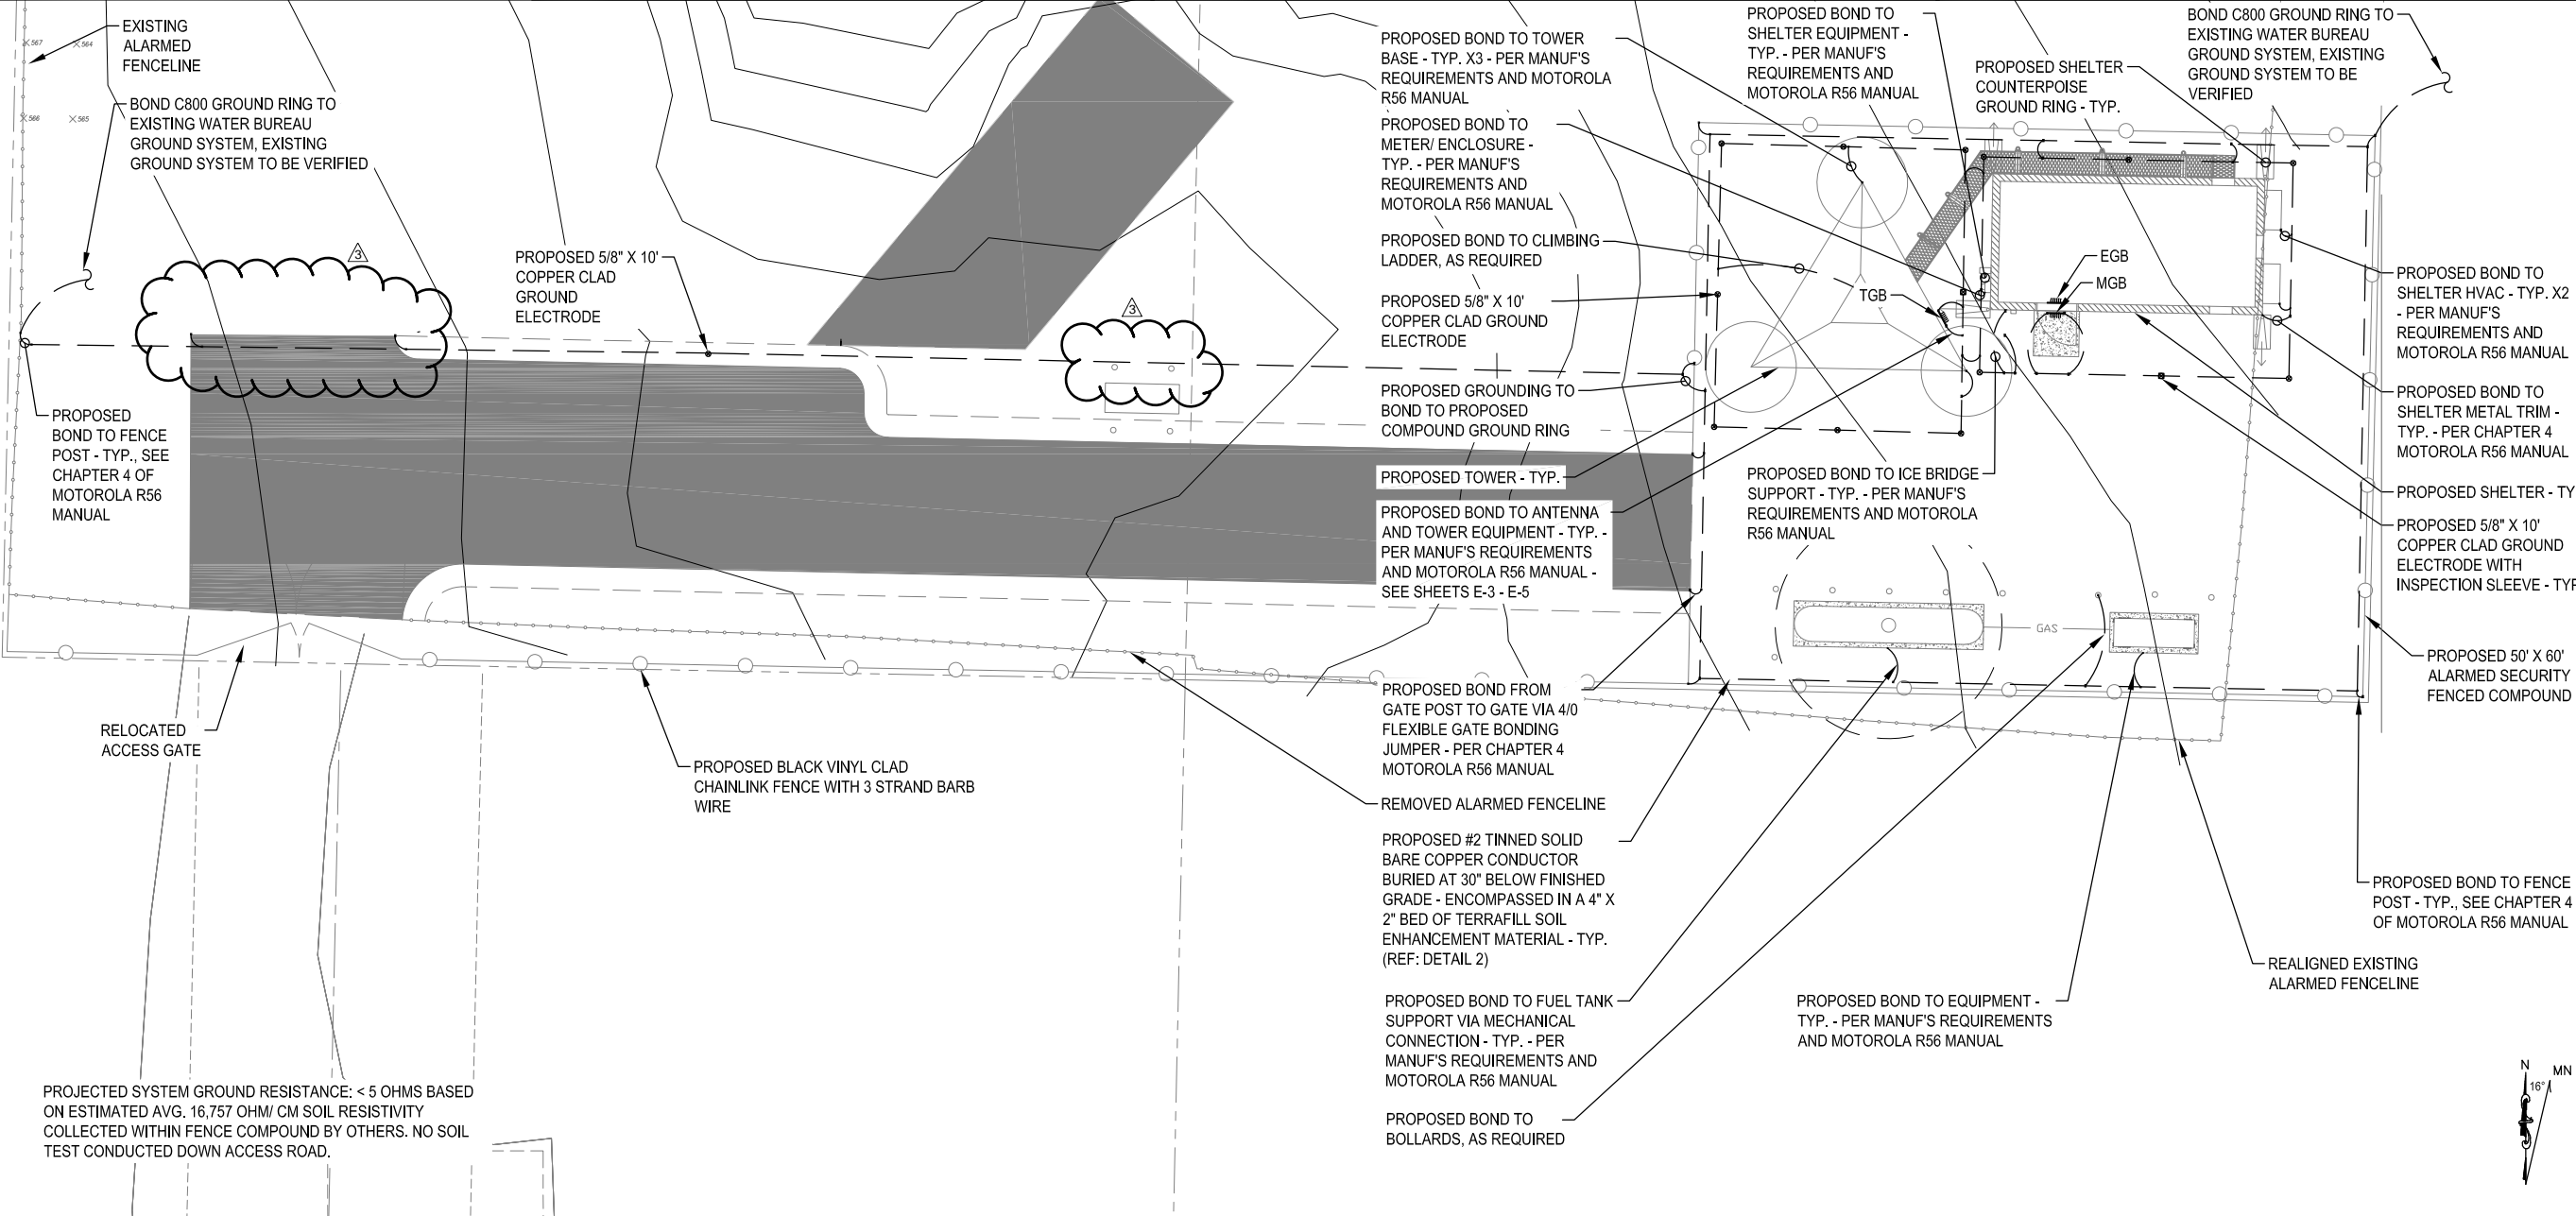 EXISTING
ALARMED
FENCELINE
567
564
566
565
BOND C800 GROUND RING TO
EXISTING WATER BUREAU
GROUND SYSTEM, EXISTING
GROUND SYSTEM TO BE VERIFIED
3
PROPOSED
BOND TO FENCE
POST - TYP., SEE
CHAPTER 4 OF
MOTOROLA R56
MANUAL
RELOCATED
ACCESS GATE
PROPOSED 5/8" X 10'
COPPER CLAD
GROUND
ELECTRODE
3
PROPOSED BLACK VINYL CLAD
CHAINLINK FENCE WITH 3 STRAND BARB
WIRE
PROJECTED SYSTEM GROUND RESISTANCE: < 5 OHMS BASED
ON ESTIMATED AVG. 16,757 OHM/ CM SOIL RESISTIVITY
COLLECTED WITHIN FENCE COMPOUND BY OTHERS. NO SOIL
TEST CONDUCTED DOWN ACCESS ROAD.
PROPOSED BOND TO TOWER
BASE - TYP. X3 - PER MANUF'S
REQUIREMENTS AND MOTOROLA
R56 MANUAL
PROPOSED BOND TO
METER/ ENCLOSURE -
TYP. - PER MANUF'S
REQUIREMENTS AND
MOTOROLA R56 MANUAL
PROPOSED BOND TO CLIMBING
LADDER, AS REQUIRED
PROPOSED 5/8" X 10'
COPPER CLAD GROUND
ELECTRODE
PROPOSED GROUNDING TO
BOND TO PROPOSED
COMPOUND GROUND RING
PROPOSED TOWER - TYP.
PROPOSED BOND TO ANTENNA
AND TOWER EQUIPMENT - TYP. -
PER MANUF'S REQUIREMENTS
AND MOTOROLA R56 MANUAL -
SEE SHEETS E-3 - E-5
PROPOSED BOND FROM
GATE POST TO GATE VIA 4/0
FLEXIBLE GATE BONDING
JUMPER - PER CHAPTER 4
MOTOROLA R56 MANUAL
REMOVED ALARMED FENCELINE
PROPOSED #2 TINNED SOLID
BARE COPPER CONDUCTOR
BURIED AT 30" BELOW FINISHED
GRADE - ENCOMPASSED IN A 4" X
2" BED OF TERRAFILL SOIL
ENHANCEMENT MATERIAL - TYP.
(REF: DETAIL 2)
PROPOSED BOND TO FUEL TANK
SUPPORT VIA MECHANICAL
CONNECTION - TYP. - PER
MANUF'S REQUIREMENTS AND
MOTOROLA R56 MANUAL
PROPOSED BOND TO
BOLLARDS, AS REQUIRED
PROPOSED BOND TO
SHELTER EQUIPMENT -
TYP. - PER MANUF'S
REQUIREMENTS AND
MOTOROLA R56 MANUAL
PROPOSED SHELTER
COUNTERPOISE
GROUND RING - TYP.
BOND C800 GROUND RING TO
EXISTING WATER BUREAU
GROUND SYSTEM, EXISTING
GROUND SYSTEM TO BE
VERIFIED
TGB
EGB
MGB
PROPOSED BOND TO ICE BRIDGE
SUPPORT - TYP. - PER MANUF'S
REQUIREMENTS AND MOTOROLA
R56 MANUAL
GAS
PROPOSED BOND TO EQUIPMENT -
TYP. - PER MANUF'S REQUIREMENTS
AND MOTOROLA R56 MANUAL
PROPOSED BOND TO
SHELTER HVAC - TYP. X2
- PER MANUF'S
REQUIREMENTS AND
MOTOROLA R56 MANUAL
PROPOSED BOND TO
SHELTER METAL TRIM -
TYP. - PER CHAPTER 4
MOTOROLA R56 MANUAL
PROPOSED SHELTER - TY
PROPOSED 5/8" X 10'
COPPER CLAD GROUND
ELECTRODE WITH
INSPECTION SLEEVE - TYP
PROPOSED 50' X 60'
ALARMED SECURITY
FENCED COMPOUND
PROPOSED BOND TO FENCE
POST - TYP., SEE CHAPTER 4
OF MOTOROLA R56 MANUAL
REALIGNED EXISTING
ALARMED FENCELINE
N
MN
16°